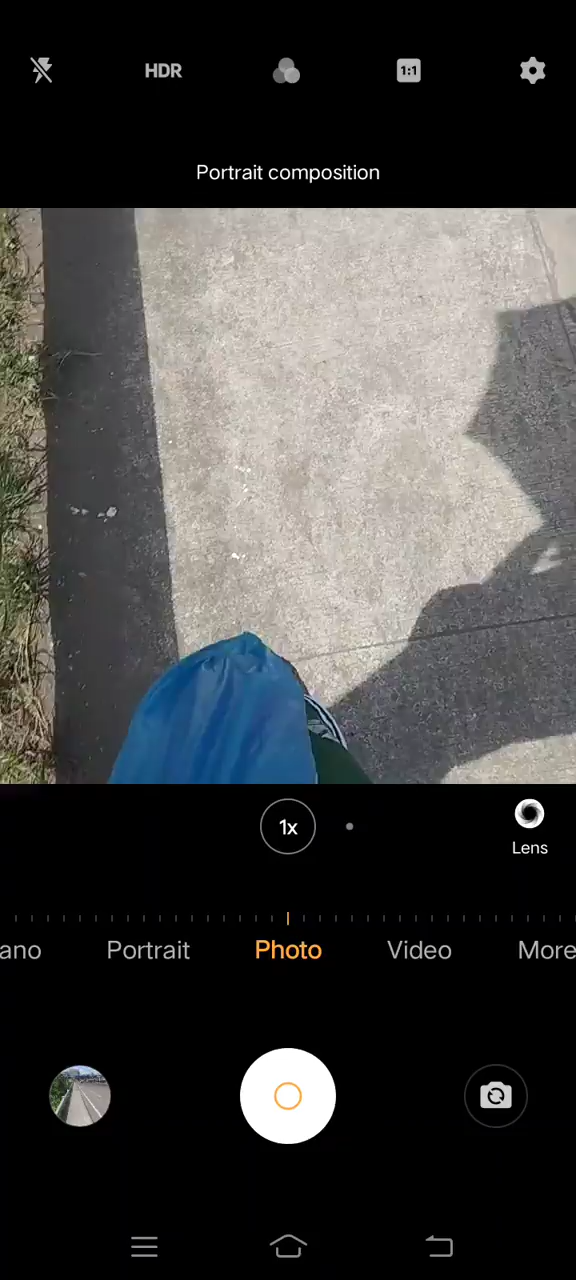 HDR
1:1
Portrait composition
1x
Lens
ano Portrait Photo Video More